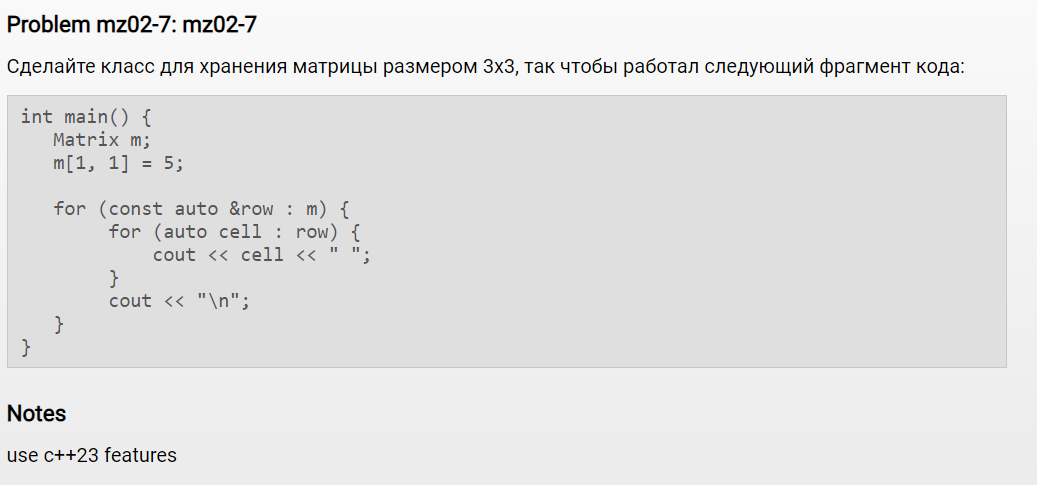 Problem mz02-7: mz02-7
Сделайте класс для хранения матрицы размером 3x3, так чтобы работал следующий фрагмент кода:
int main() {
   Matrix m;
   m[1, 1] = 5;
   for (const auto &row : m) {
        for (auto cell : row) {
            cout << cell << " ";
        }
        cout << "\n";
   }
}
Notes
use c++23 features